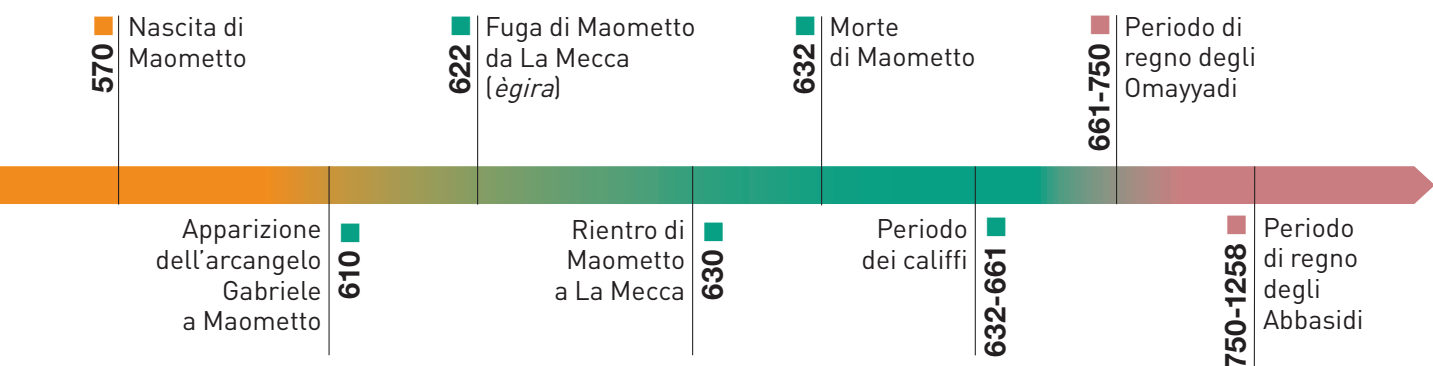 570
Nascita di
Maometto
622
Fuga di Maometto
da La Mecca
(ègira)
632
Morte
di Maometto
661-750
Periodo di
regno degli
Omayyadi
Apparizione
dell'arcangelo
Gabriele
a Maometto
610
Rientro di
Maometto
a La Mecca
630
Periodo
dei califfi
632-661
750-1258
Periodo
di regno
degli
Abbasidi